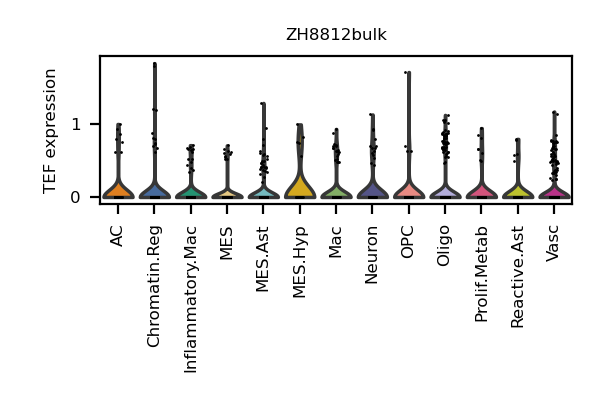 ZH8812bulk
TEF expression
1
0
AC
Chromatin.Reg
Inflammatory.Mac
MES
MES.Ast
MES.Hyp
Mac
Neuron
OPC
Oligo
Prolif.Metab
Reactive.Ast
Vasc